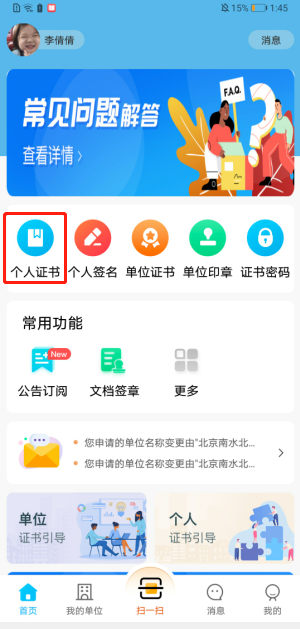 15% 1:45
李倩倩 消息
常见问题解答
F.A.Q.
查看详情 >
个人证书 个人签名 单位证书 单位印章 证书密码
常用功能
New
公告订阅 文档签章 更多
您申请的单位名称变更由"北京南水北...
您申请的单位名称变更由"北京南水北...
单位 个人
证书引导 证书引导
首页 我的单位 扫一扫 消息 我的